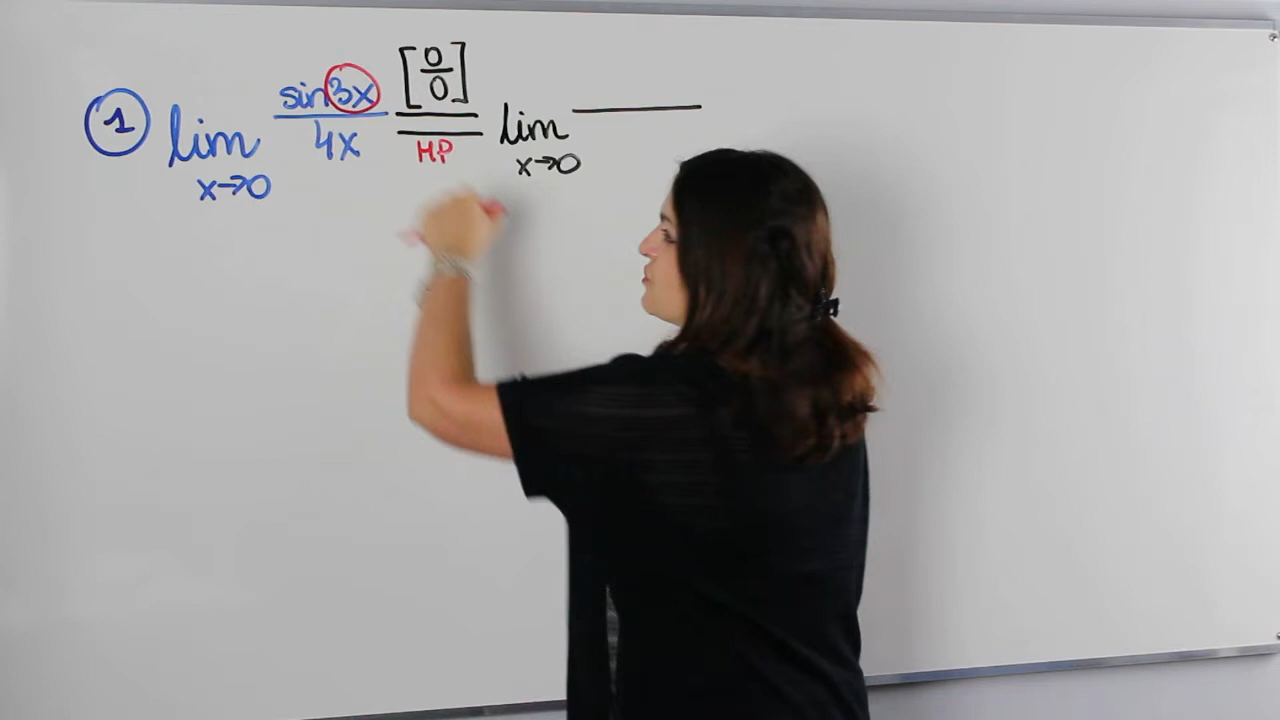 ① lim x→0 sin3x/4x [0/0] = HP lim x→0